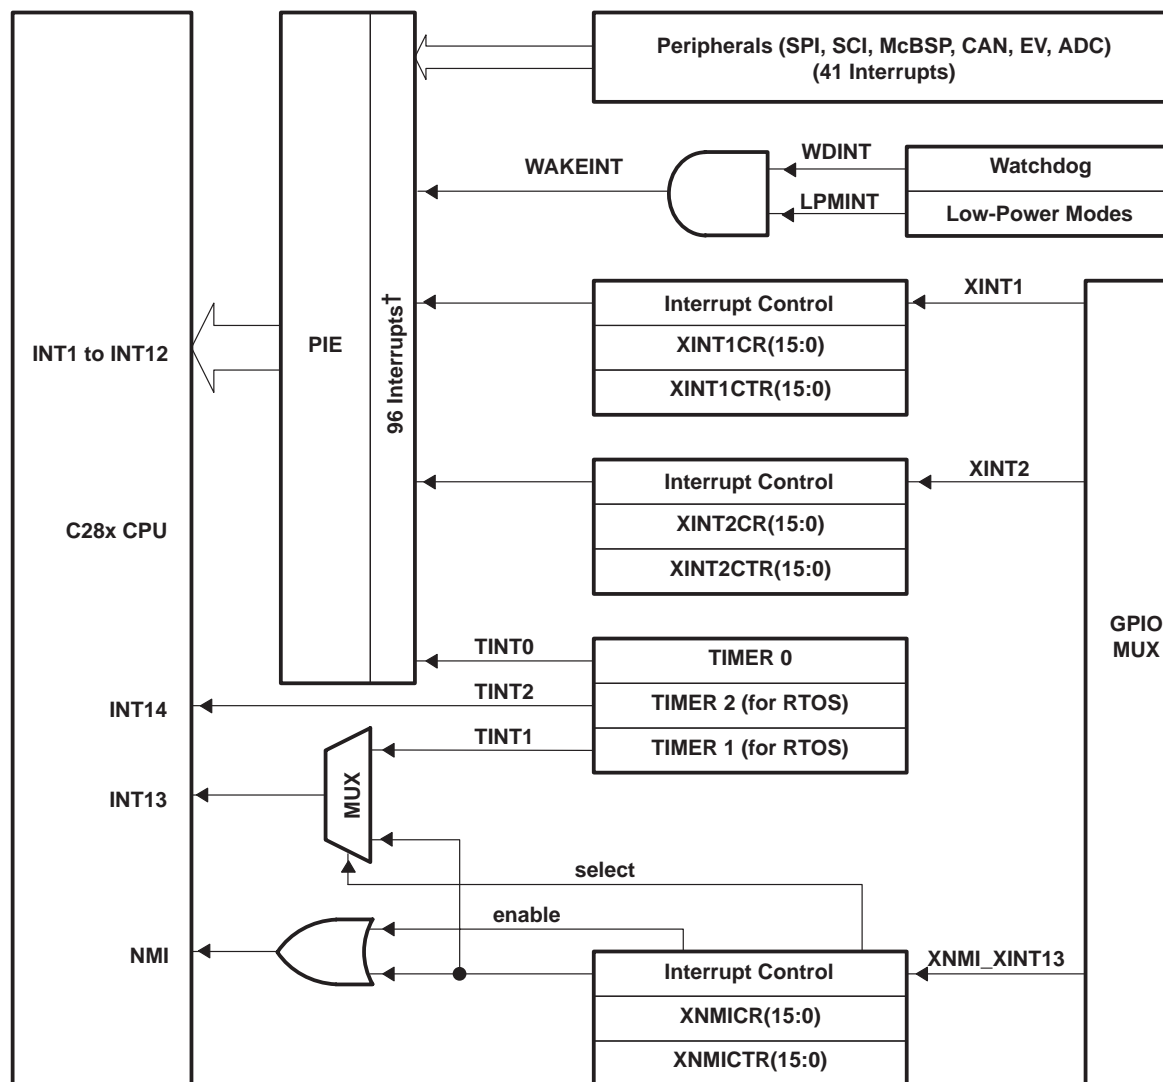 Peripherals (SPI, SCI, McBSP, CAN, EV, ADC)
(41 Interrupts)
WDINT
Watchdog
WAKEINT
LPMINT
Low-Power Modes
XINT1
Interrupt Control
96 Interrupts†
PIE
INT1 to INT12
XINT1CR(15:0)
XINT1CTR(15:0)
XINT2
Interrupt Control
C28x CPU
XINT2CR(15:0)
XINT2CTR(15:0)
GPIO
MUX
TINT0
TIMER 0
TINT2
INT14
TIMER 2 (for RTOS)
TINT1
TIMER 1 (for RTOS)
MUX
INT13
select
enable
NMI
XNMI_XINT13
Interrupt Control
XNMICR(15:0)
XNMICTR(15:0)